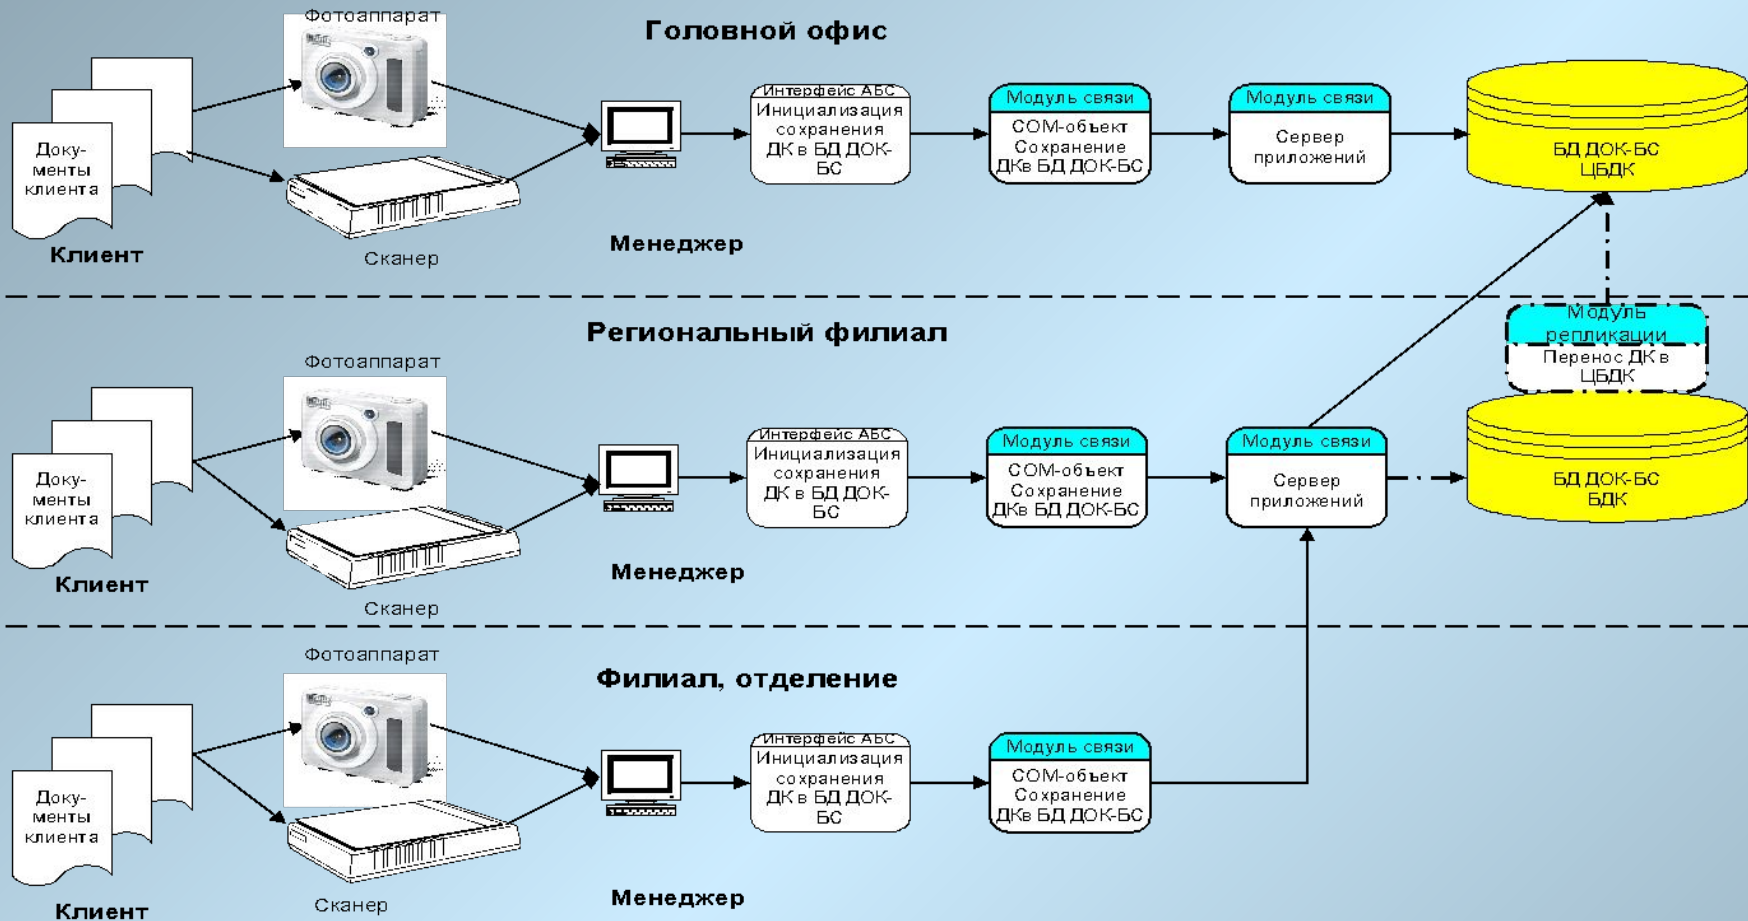 Фотоаппарат
Головной офис
Доку-
менты
клиента
Клиент
Сканер
Менеджер
Интерфейс АБС
Инициализация
сохранения
ДК в БД ДОК-
БС
Модуль связи
COM-объект
Сохранение
ДКв БД ДОК-БС
Модуль связи
Сервер
приложений
БД ДОК-БС
ЦБДК
Региональный филиал
Фотоаппарат
Доку-
менты
клиента
Клиент
Сканер
Менеджер
Интерфейс АБС
Инициализация
сохранения
ДК в БД ДОК-
БС
Модуль связи
COM-объект
Сохранение
ДКв БД ДОК-БС
Модуль связи
Сервер
приложений
Модуль
репликации
Перенос ДК в
ЦБДК
БД ДОК-БС
БДК
Фотоаппарат
Филиал, отделение
Доку-
менты
клиента
Клиент
Сканер
Менеджер
Интерфейс АБС
Инициализация
сохранения
ДК в БД ДОК-
БС
Модуль связи
COM-объект
Сохранение
ДКв БД ДОК-БС